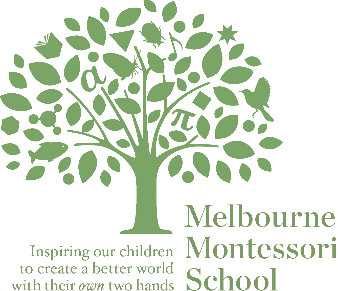 a
π
Melbourne
Montessori
School
Inspiring our children
to create a better world
with their own two hands